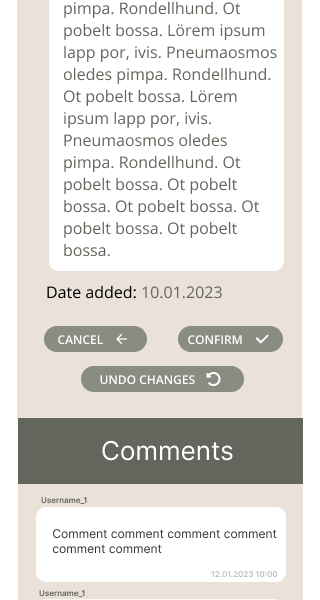 pimpa. Rondellhund. Ot
pobelt bossa. Lörem ipsum
lapp por, ivis. Pneumaosmos
oledes pimpa. Rondellhund.
Ot pobelt bossa. Lörem
ipsum lapp por, ivis.
Pneumaosmos oledes
pimpa. Rondellhund. Ot
pobelt bossa. Ot pobelt
bossa. Ot pobelt bossa. Ot
pobelt bossa. Ot pobelt
bossa.
Date added: 10.01.2023
CANCEL CONFIRM
UNDO CHANGES
Comments
Username_1
Comment comment comment comment
comment comment
12.01.2023 10:00
Username_1